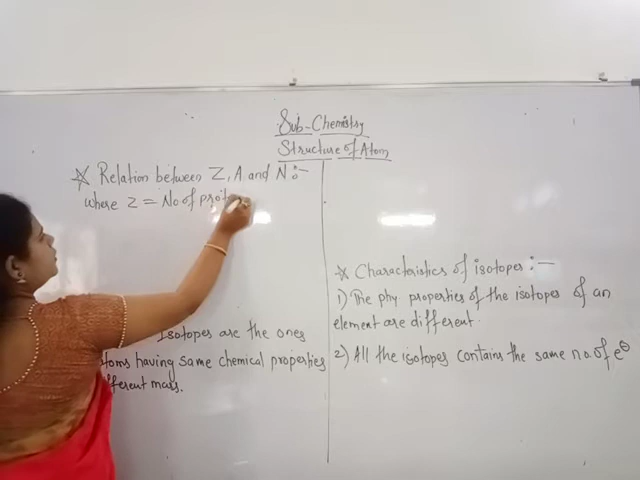 Sub-Chemistry
Structure of Atom
☆ Relation between Z, A and N :-
where Z = No of prot
Isotopes are the ones
atoms having same chemical properties
different mass.
* Characteristics of isotopes :-
1) The phy properties of the isotopes of an
element are different.
2) All the isotopes contains the same no. of e⊖